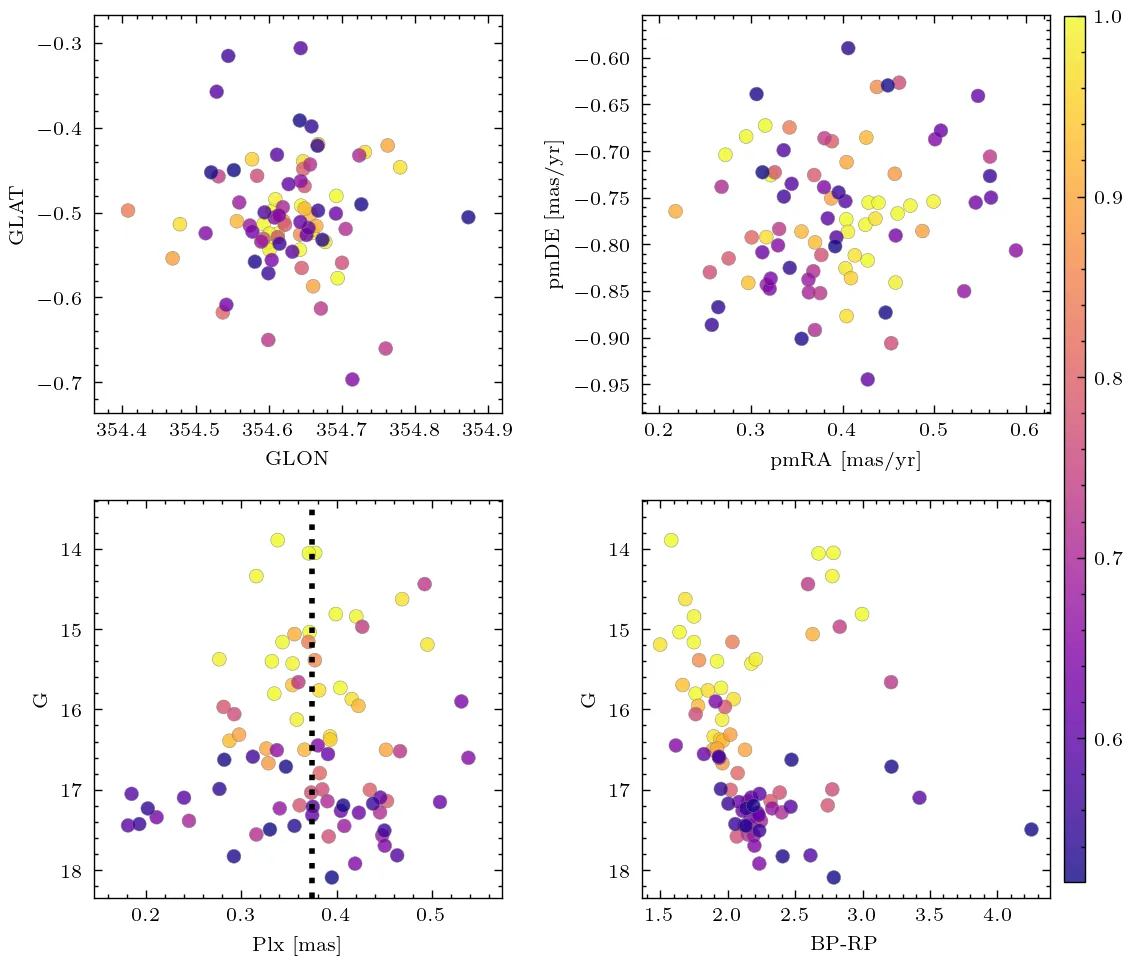 −0.3
−0.4
−0.5
−0.6
−0.7
GLAT
354.4 354.5 354.6 354.7 354.8 354.9
GLON
−0.60
−0.65
−0.70
−0.75
−0.80
−0.85
−0.90
−0.95
pmDE [mas/yr]
0.2 0.3 0.4 0.5 0.6
pmRA [mas/yr]
1.0
0.9
0.8
0.7
0.6
14
15
16
17
18
G
0.2 0.3 0.4 0.5
Plx [mas]
14
15
16
17
18
G
1.5 2.0 2.5 3.0 3.5 4.0
BP-RP